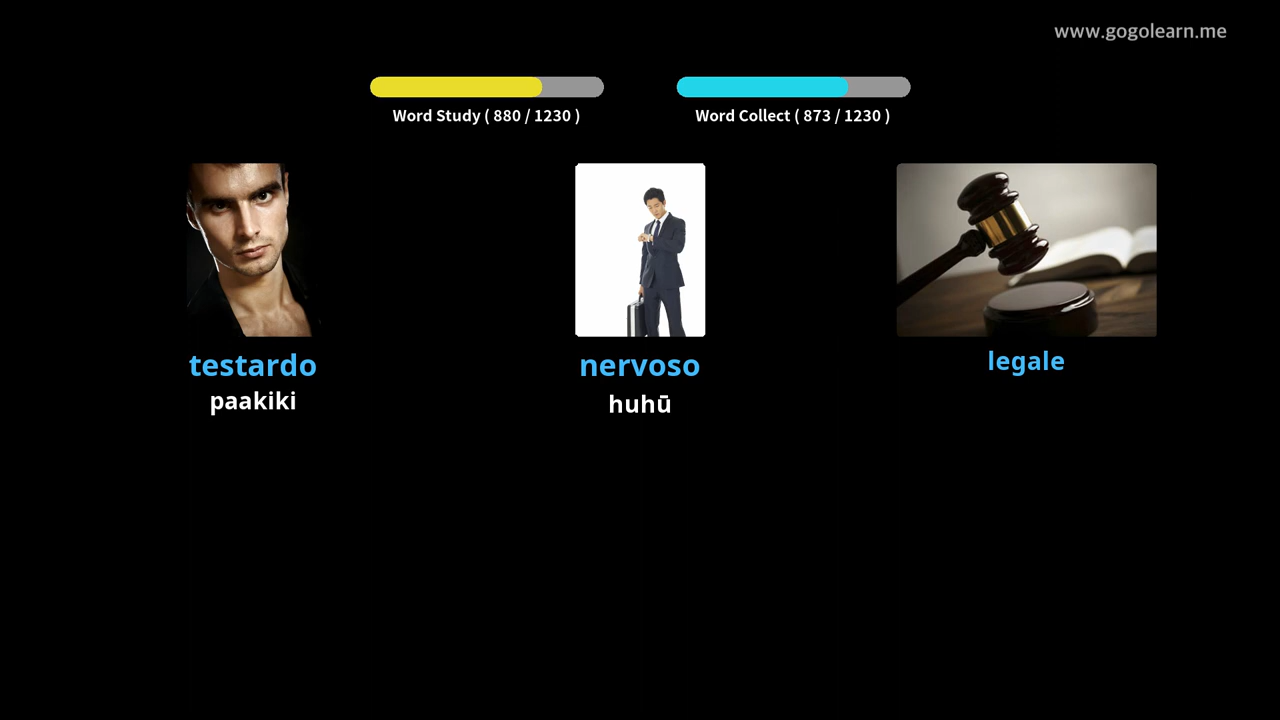 www.gogolearn.me
Word Study ( 880 / 1230 )
Word Collect ( 873 / 1230 )
testardo
paakiki
nervoso
huhū
legale